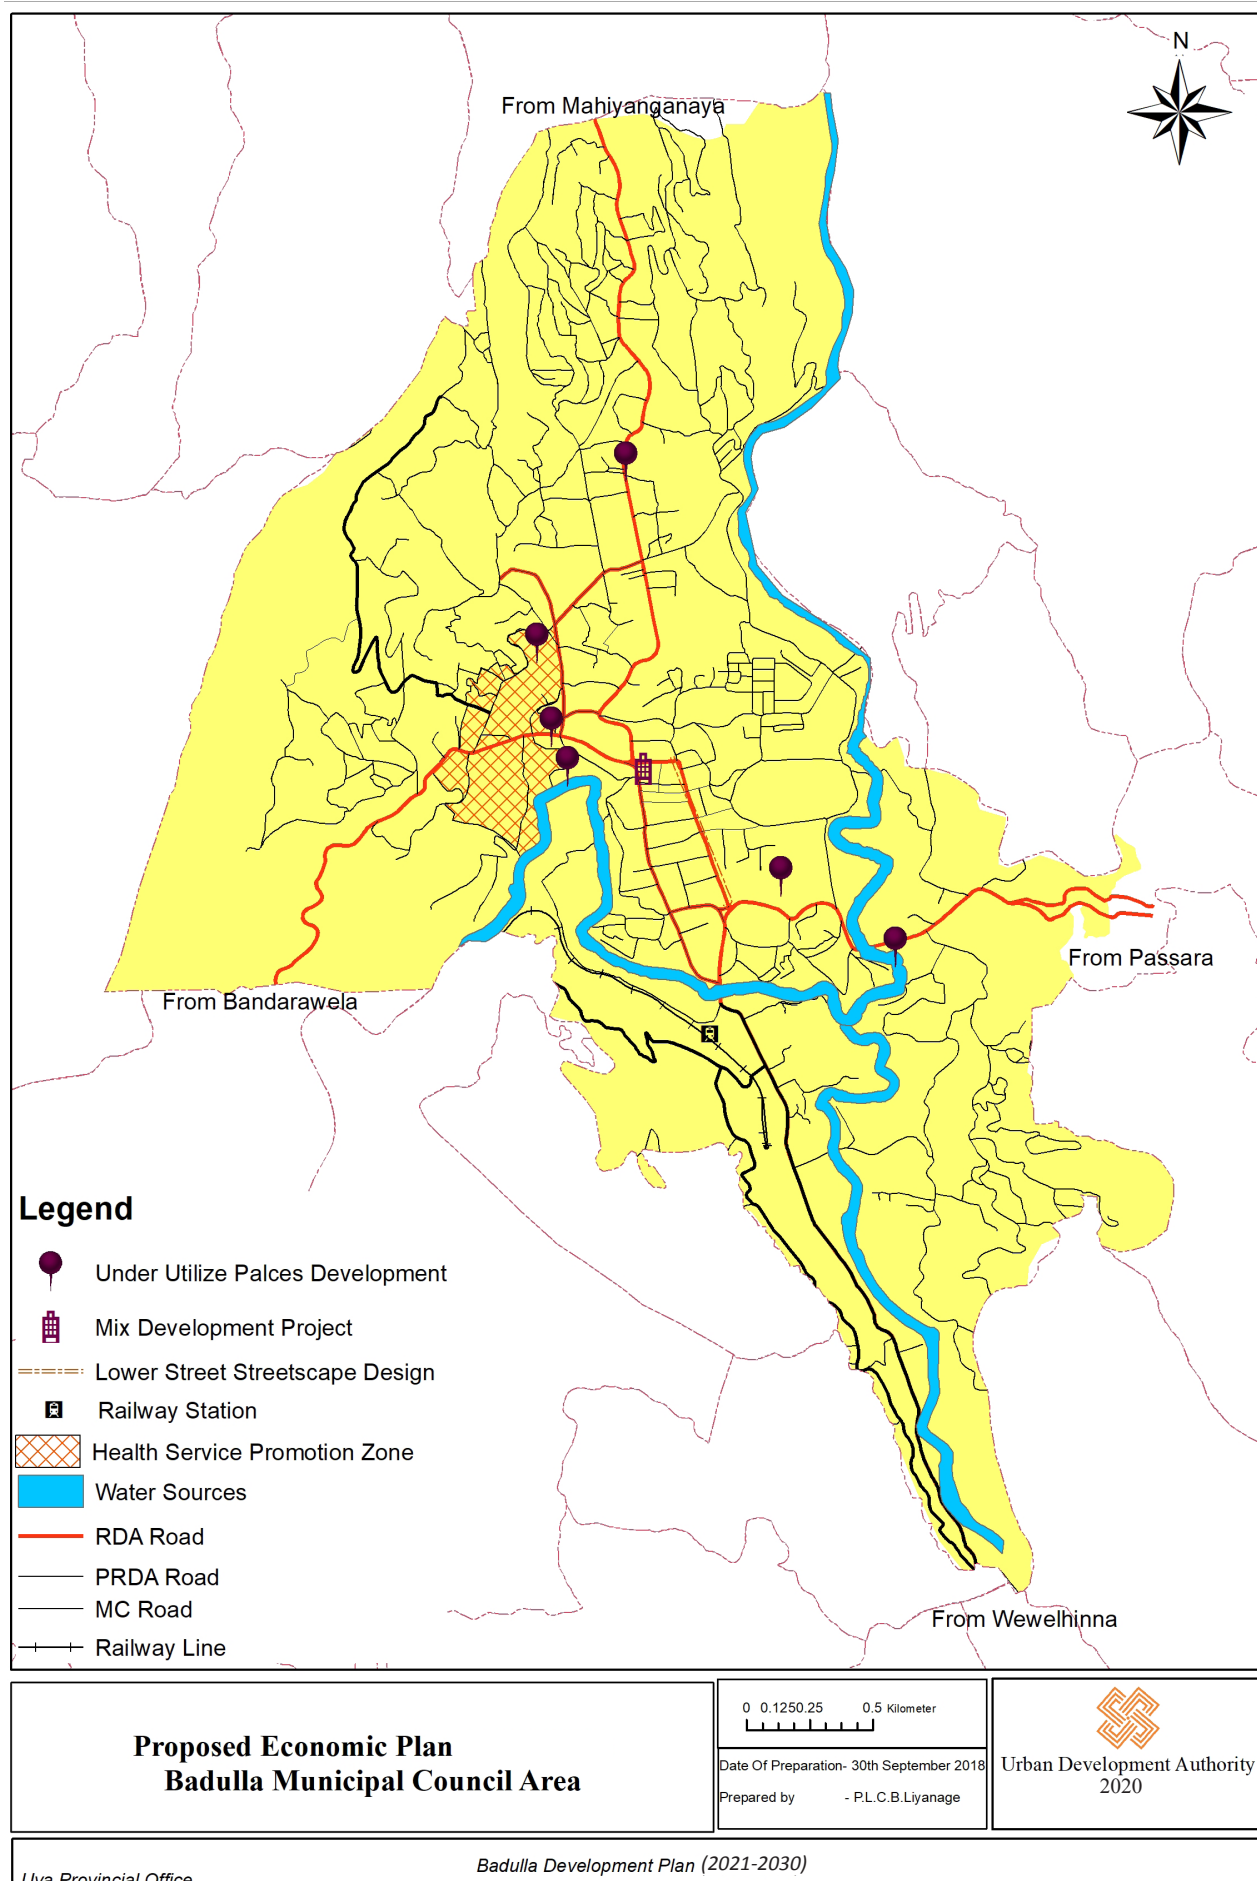 N
From Mahiyanganaya
From Passara
From Bandarawela
Legend
Under Utilize Palces Development
Mix Development Project
Lower Street Streetscape Design
Railway Station
Health Service Promotion Zone
Water Sources
RDA Road
PRDA Road
MC Road
Railway Line
From Wewelhinna
Proposed Economic Plan
Badulla Municipal Council Area
0 0.1250.25 0.5 Kilometer
Date Of Preparation- 30th September 2018
Prepared by - P.L.C.B.Liyanage
Urban Development Authority
2020
Badulla Development Plan (2021-2030)
Uva Provincial Office